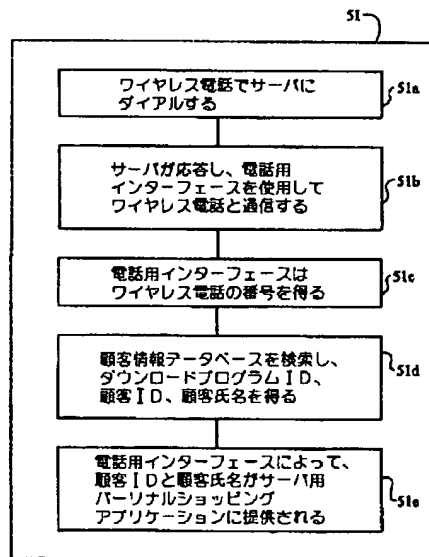 51
ワイヤレス電話でサーバに
ダイアルする
51a
サーバが応答し、電話用
インターフェースを使用して
ワイヤレス電話と通信する
51b
電話用インターフェースは
ワイヤレス電話の番号を得る
51c
顧客情報データベースを検索し、
ダウンロードプログラムID、
顧客ID、顧客氏名を得る
51d
電話用インターフェースによって、
顧客IDと顧客氏名がサーバ用
パーソナルショッピング
アプリケーションに提供される
51e